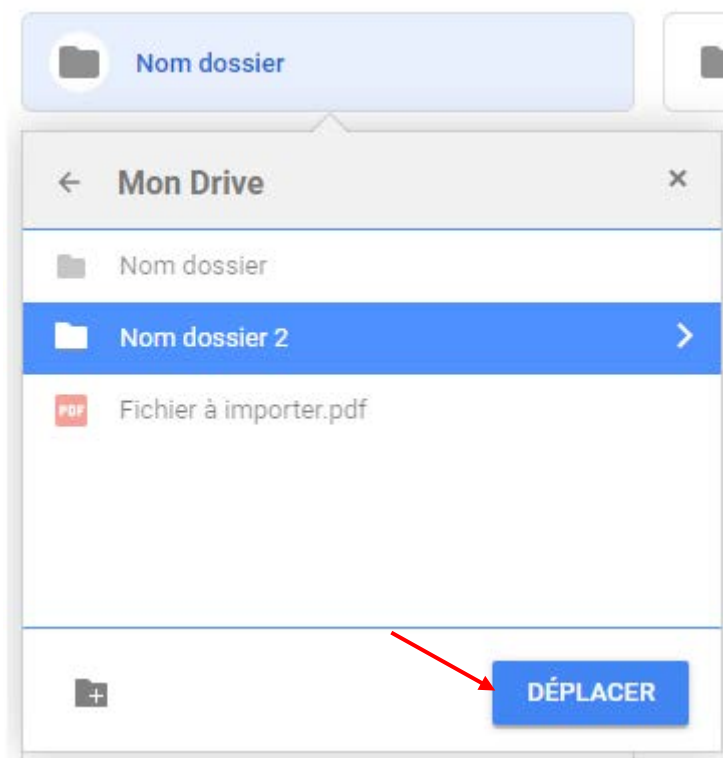 Nom dossier
Mon Drive
Nom dossier
Nom dossier 2
PDF
Fichier à importer.pdf
DÉPLACER